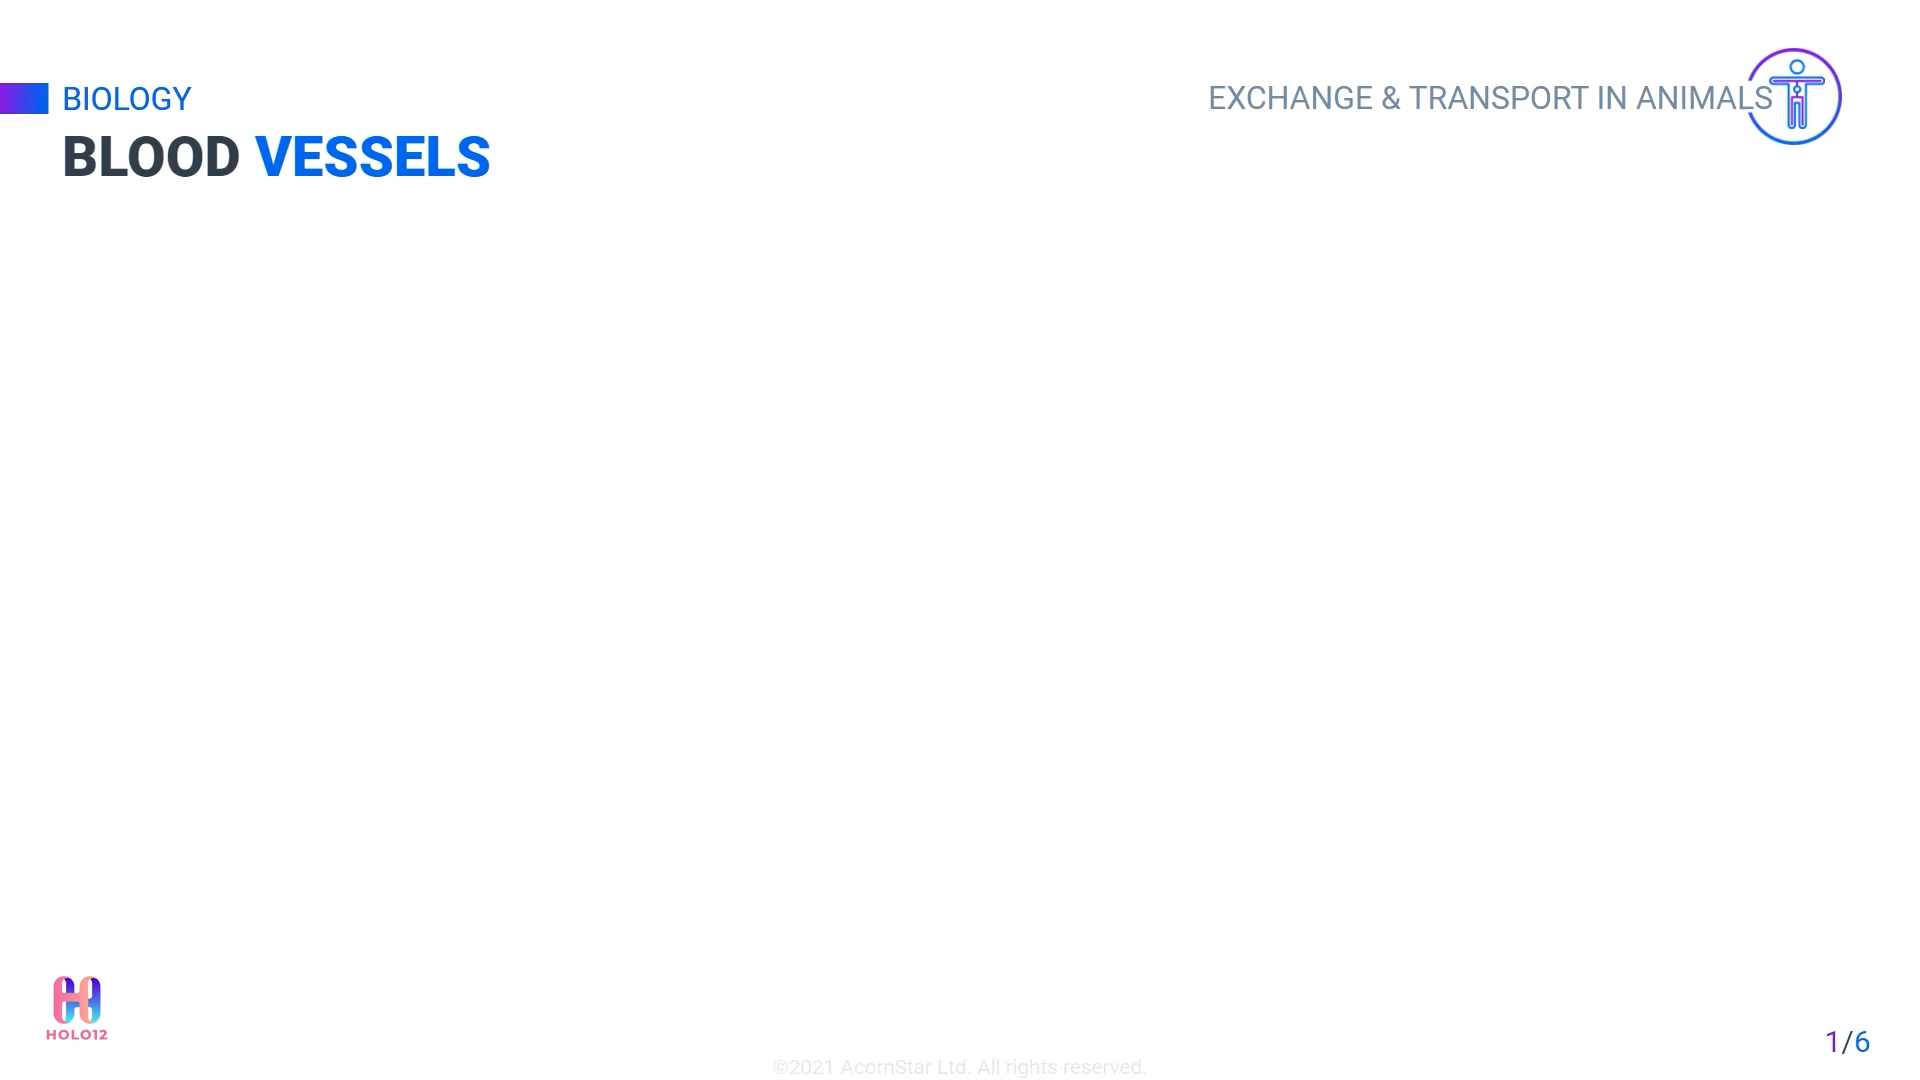 BIOLOGY
EXCHANGE & TRANSPORT IN ANIMALS
BLOOD VESSELS
HOLO12
1/6
©2021 AcornStar Ltd. All rights reserved.